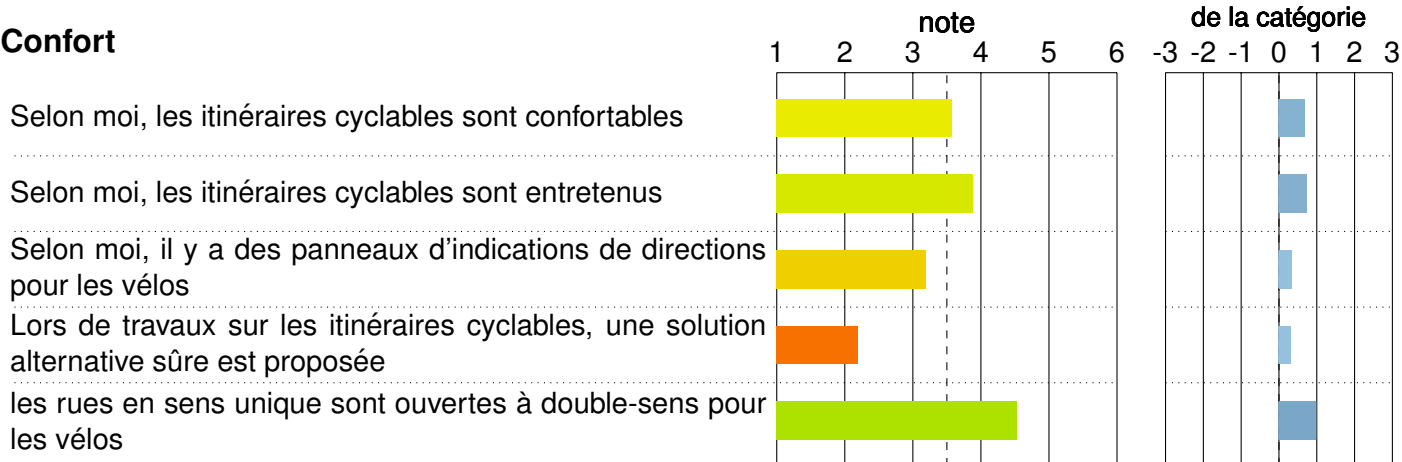 note
de la catégorie
Confort
1 2 3 4 5 6
-3 -2 -1 0 1 2 3
Selon moi, les itinéraires cyclables sont confortables
Selon moi, les itinéraires cyclables sont entretenus
Selon moi, il y a des panneaux d'indications de directions
pour les vélos
Lors de travaux sur les itinéraires cyclables, une solution
alternative sûre est proposée
les rues en sens unique sont ouvertes à double-sens pour
les vélos